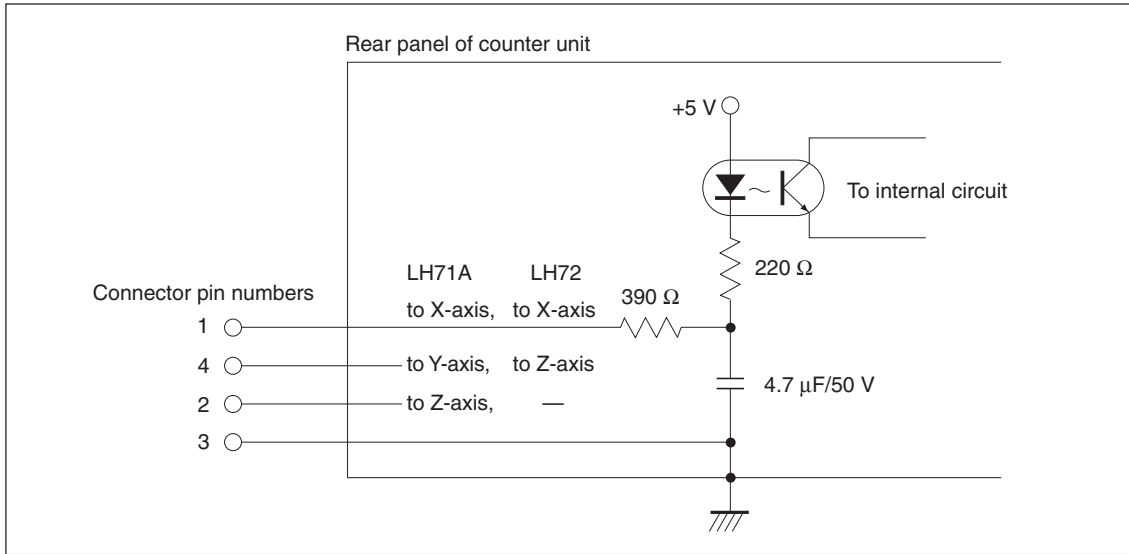 Rear panel of counter unit
+5 V
To internal circuit
220 Ω
LH71A LH72
Connector pin numbers
390 Ω
1 to X-axis, to X-axis
4 to Y-axis, to Z-axis
4.7 μF/50 V
2 to Z-axis, —
3